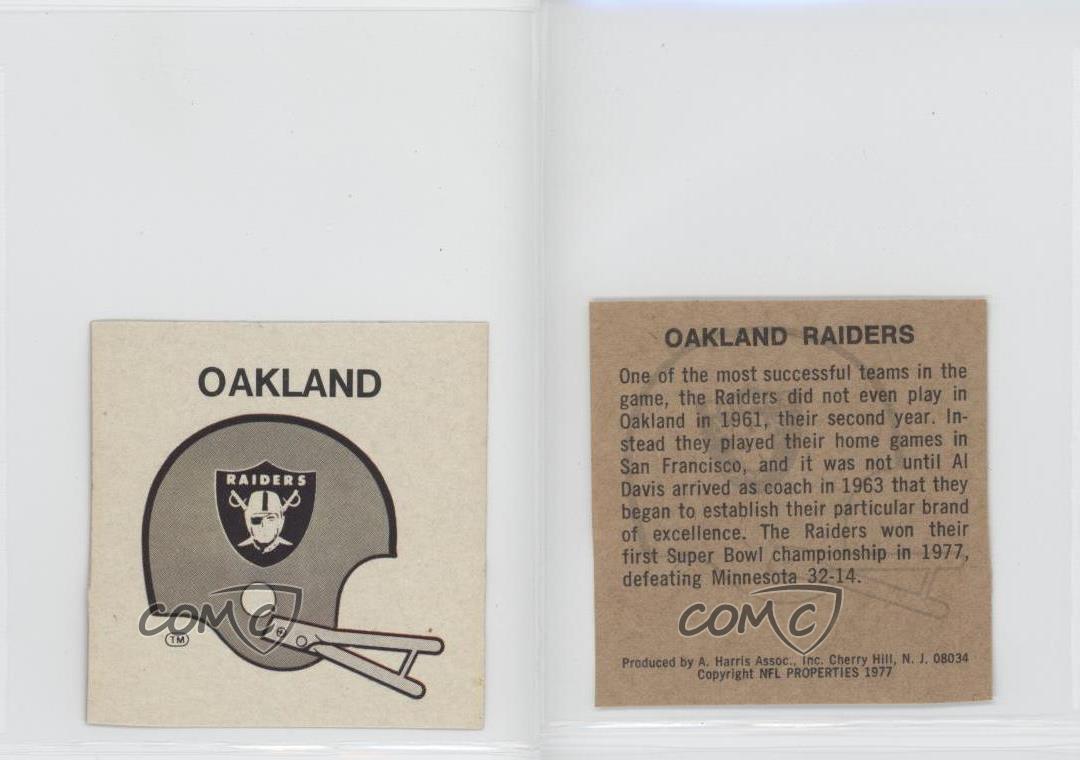 OAKLAND
RAIDERS
COMC
TM
OAKLAND RAIDERS
One of the most successful teams in the
game, the Raiders did not even play in
Oakland in 1961, their second year. In-
stead they played their home games in
San Francisco, and it was not until Al
Davis arrived as coach in 1963 that they
began to establish their particular brand
of excellence. The Raiders won their
first Super Bowl championship in 1977,
defeating Minnesota 32-14.
COMC
Produced by A. Harris Assoc., Inc. Cherry Hill, N. J. 08034
Copyright NFL PROPERTIES 1977